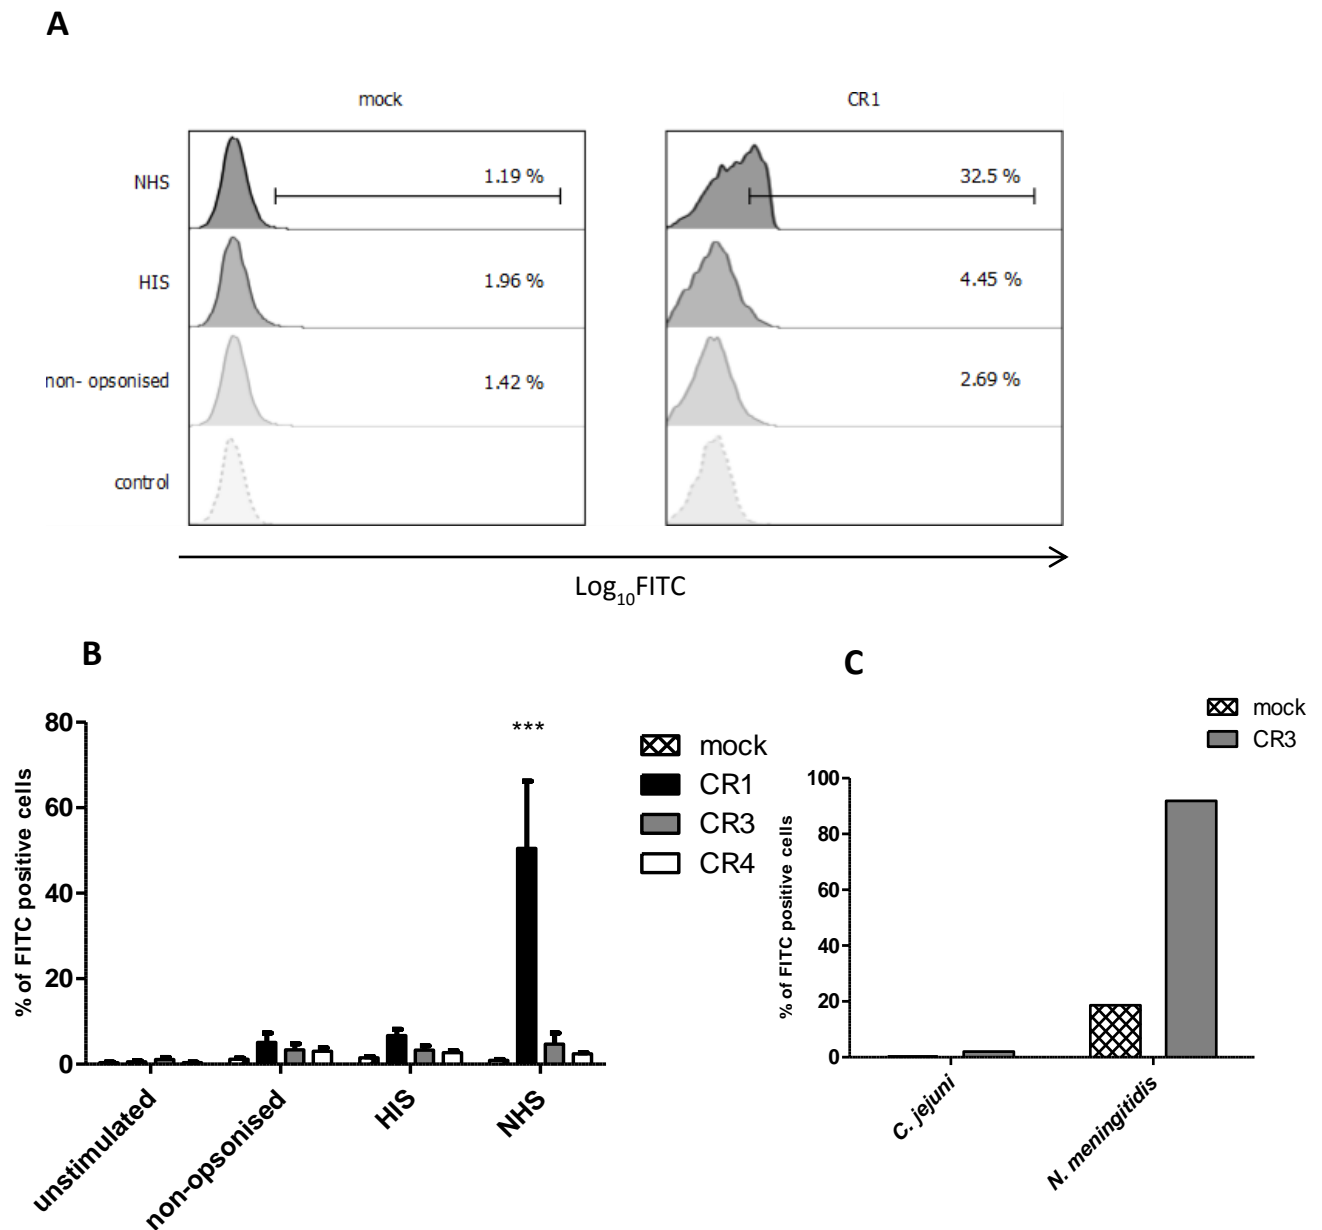 A
mock
CR1
NHS
1.19 %
32.5 %
HIS
1.96 %
4.45 %
non- opsonised
1.42 %
2.69 %
control
Log10FITC
B
80
60
40
20
0
% of FITC positive cells
***
mock
CR1
CR3
CR4
unstimulated
non-opsonised
HIS
NHS
C
mock
CR3
100
80
60
40
20
0
% of FITC positive cells
C. jejuni
N. meningitidis